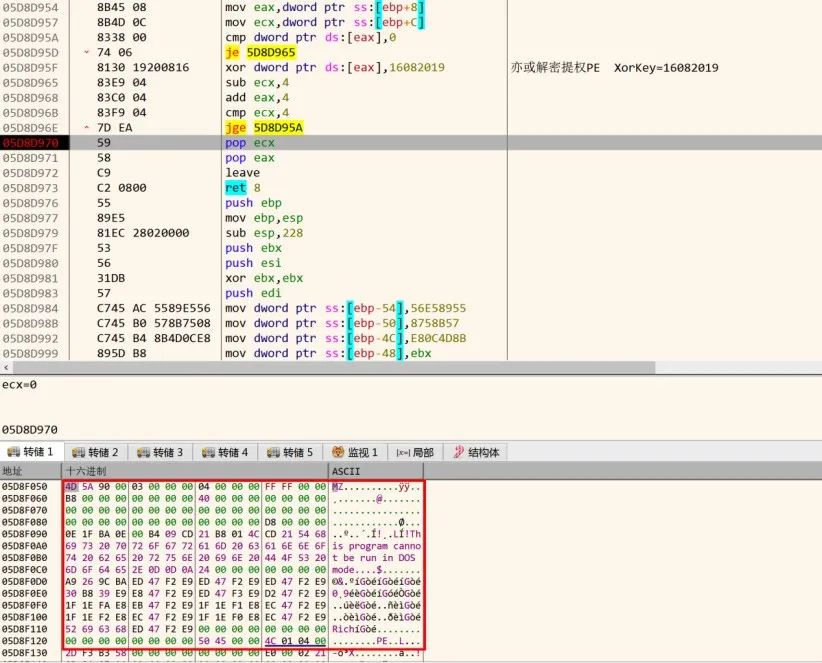 05D8D954 8B45 08 mov eax,dword ptr ss:[ebp+8]
05D8D957 8B4D 0C mov ecx,dword ptr ss:[ebp+C]
05D8D95A 8338 00 cmp dword ptr ds:[eax],0
05D8D95D 74 06 je 5D8D965
05D8D95F 8130 19200816 xor dword ptr ds:[eax],16082019 亦或解密提权PE XorKey=16082019
05D8D965 83E9 04 sub ecx,4
05D8D968 83C0 04 add eax,4
05D8D96B 83F9 04 cmp ecx,4
05D8D96E 7D EA jge 5D8D95A
05D8D970 59 pop ecx
05D8D971 58 pop eax
05D8D972 C9 leave
05D8D973 C2 0800 ret 8
05D8D976 55 push ebp
05D8D977 89E5 mov ebp,esp
05D8D979 81EC 28020000 sub esp,228
05D8D97F 53 push ebx
05D8D980 56 push esi
05D8D981 31DB xor ebx,ebx
05D8D983 57 push edi
05D8D984 C745 AC 5589E556 mov dword ptr ss:[ebp-54],56E58955
05D8D98B C745 B0 578B7508 mov dword ptr ss:[ebp-50],8758B57
05D8D992 C745 B4 8B4D0CE8 mov dword ptr ss:[ebp-4C],E80C4D8B
05D8D999 895D B8 mov dword ptr ss:[ebp-48],ebx
ecx=0
05D8D970
转储 1 转储 2 转储 3 转储 4 转储 5 监视 1 [x=] 局部 结构体
地址 十六进制 ASCII
05D8F050 4D 5A 90 00 03 00 00 00 04 00 00 00 FF FF 00 00 MZ..........ÿÿ..
05D8F060 B8 00 00 00 00 00 00 00 40 00 00 00 00 00 00 00 ¸.......@.......
05D8F070 00 00 00 00 00 00 00 00 00 00 00 00 00 00 00 00 ................
05D8F080 00 00 00 00 00 00 00 00 00 00 00 00 D8 00 00 00 ............Ø...
05D8F090 0E 1F BA 0E 00 B4 09 CD 21 B8 01 4C CD 21 54 68 ..º..´.Í!¸.LÍ!Th
05D8F0A0 69 73 20 70 72 6F 67 72 61 6D 20 63 61 6E 6E 6F is program canno
05D8F0B0 74 20 62 65 20 72 75 6E 20 69 6E 20 44 4F 53 20 t be run in DOS
05D8F0C0 6D 6F 64 65 2E 0D 0D 0A 24 00 00 00 00 00 00 00 mode....$.......
05D8F0D0 A9 26 9C BA ED 47 F2 E9 ED 47 F2 E9 ED 47 F2 E9 ©&.ºíGòéíGòéíGòé
05D8F0E0 30 B8 39 E9 E8 47 F2 E9 ED 47 F3 E9 D2 47 F2 E9 0¸9éèGòéíGóéÒGòé
05D8F0F0 1F 1E FA E8 EB 47 F2 E9 1F 1E F1 E8 EC 47 F2 E9 ..úèëGòé..ñèìGòé
05D8F100 1F 1E F2 E8 EC 47 F2 E9 1F 1E F0 E8 EC 47 F2 E9 ..òèìGòé..ðèìGòé
05D8F110 52 69 63 68 ED 47 F2 E9 00 00 00 00 00 00 00 00 RichíGòé........
05D8F120 00 00 00 00 00 00 00 00 50 45 00 00 4C 01 04 00 ........PE..L...
05D8F130 2D F3 B3 58 00 00 00 00 00 00 00 00 E0 00 02 21 -ó³X........à..!